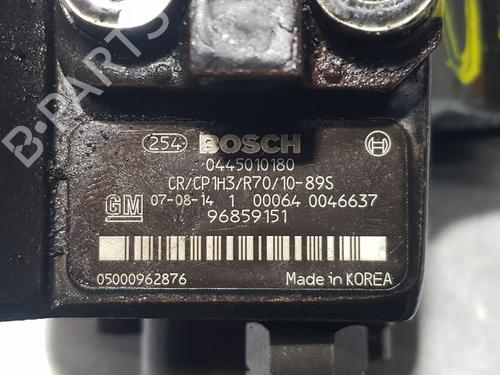 B-PARTS
254 BOSCH
0445010180
CR/CP1H3/R70/10-89S
GM 07-08-14 1 00064 0046637
96859151
05000962876 Made in KOREA